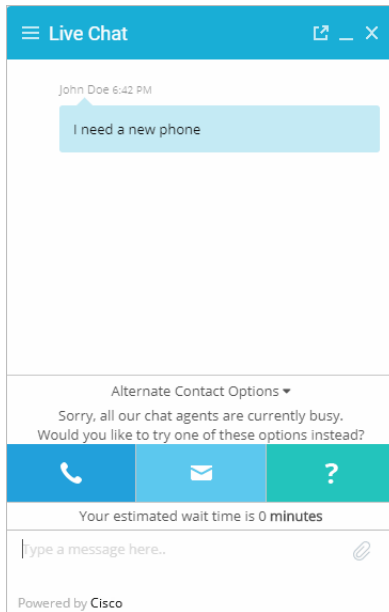 Live Chat
John Doe 6:42 PM
I need a new phone
Alternate Contact Options
Sorry, all our chat agents are currently busy.
Would you like to try one of these options instead?
?
Your estimated wait time is 0 minutes
Type a message here..
Powered by Cisco